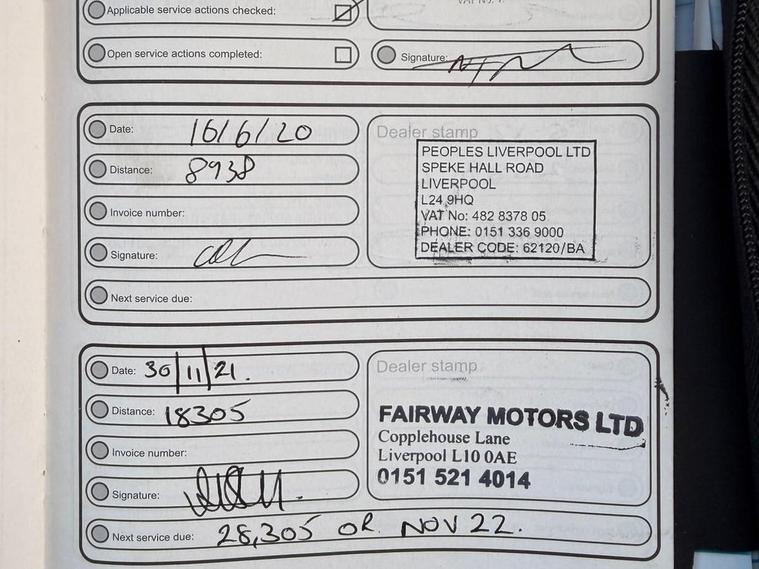 Applicable service actions checked:
Open service actions completed:
Signature:
Date: 16/6/20
Distance: 8938
Invoice number:
Signature:
Next service due:
Dealer stamp
PEOPLES LIVERPOOL LTD
SPEKE HALL ROAD
LIVERPOOL
L24 9HQ
VAT No: 482 8378 05
PHONE: 0151 336 9000
DEALER CODE: 62120/BA
Date: 30/11/21.
Distance: 18305
Invoice number:
Signature:
Next service due: 28,305 OR NOV 22.
Dealer stamp
FAIRWAY MOTORS LTD
Copplehouse Lane
Liverpool L10 0AE
0151 521 4014